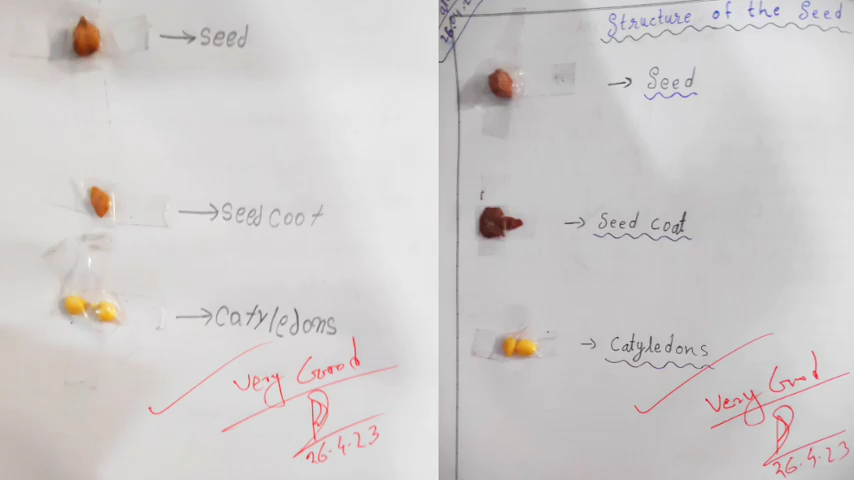 → seed
→ seed coot
→ catyledons
Very Good
26.4.23
Structure of the Seed
→ Seed
→ Seed coat
→ Catyledons
Very Good
26.4.23